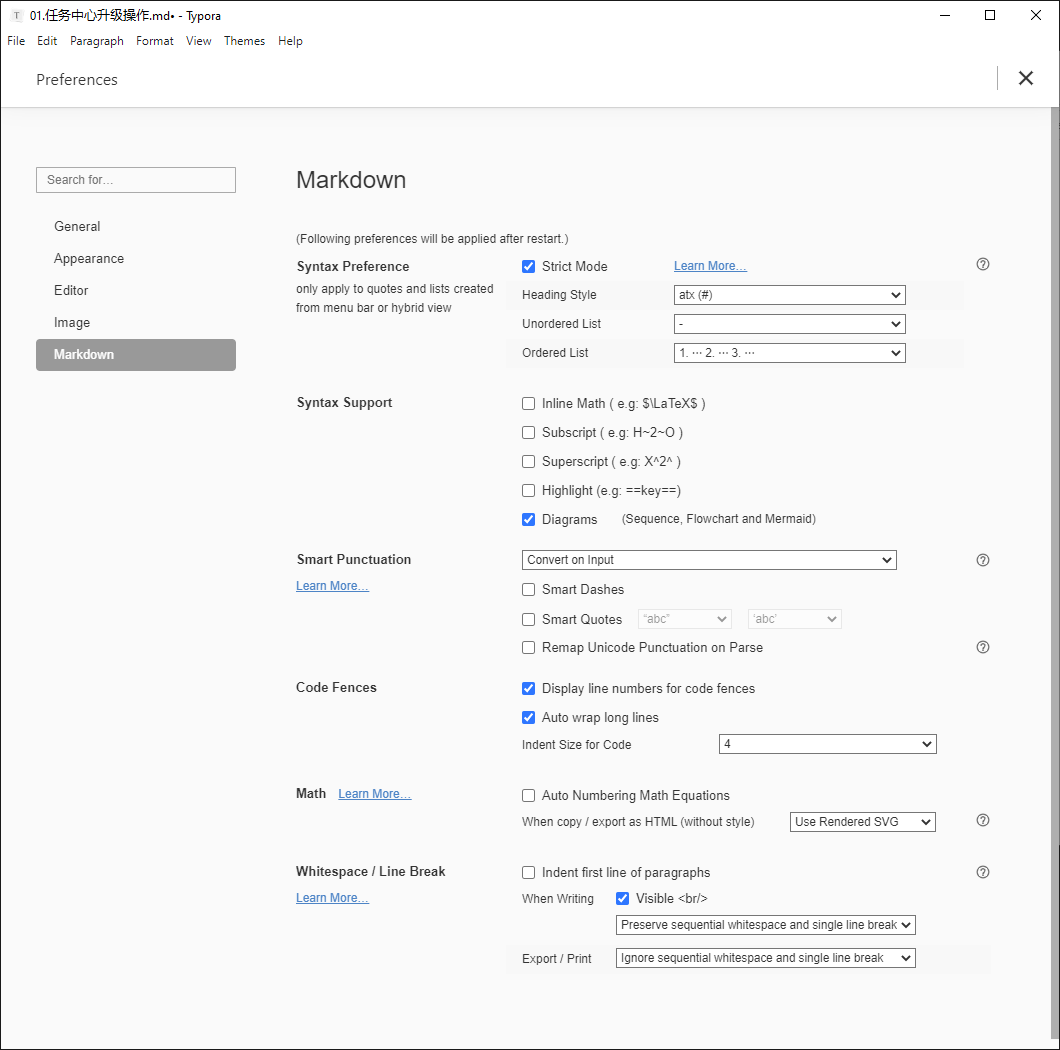 T 01.任务中心升级操作.md• - Typora
File Edit Paragraph Format View Themes Help
Preferences
Search for…
General
Appearance
Editor
Image
Markdown
Markdown
(Following preferences will be applied after restart.)
Syntax Preference
only apply to quotes and lists created
from menu bar or hybrid view
Strict Mode Learn More…
Heading Style atx (#)
Unordered List -
Ordered List 1. ··· 2. ··· 3. ···
Syntax Support
Inline Math ( e.g: $\LaTeX$ )
Subscript ( e.g: H~2~O )
Superscript ( e.g: X^2^ )
Highlight (e.g: ==key==)
Diagrams (Sequence, Flowchart and Mermaid)
Smart Punctuation
Learn More…
Convert on Input
Smart Dashes
Smart Quotes “abc” ‘abc’
Remap Unicode Punctuation on Parse
Code Fences
Display line numbers for code fences
Auto wrap long lines
Indent Size for Code 4
Math Learn More…
Auto Numbering Math Equations
When copy / export as HTML (without style) Use Rendered SVG
Whitespace / Line Break
Learn More…
Indent first line of paragraphs
When Writing Visible <br/>
Preserve sequential whitespace and single line break
Export / Print Ignore sequential whitespace and single line break